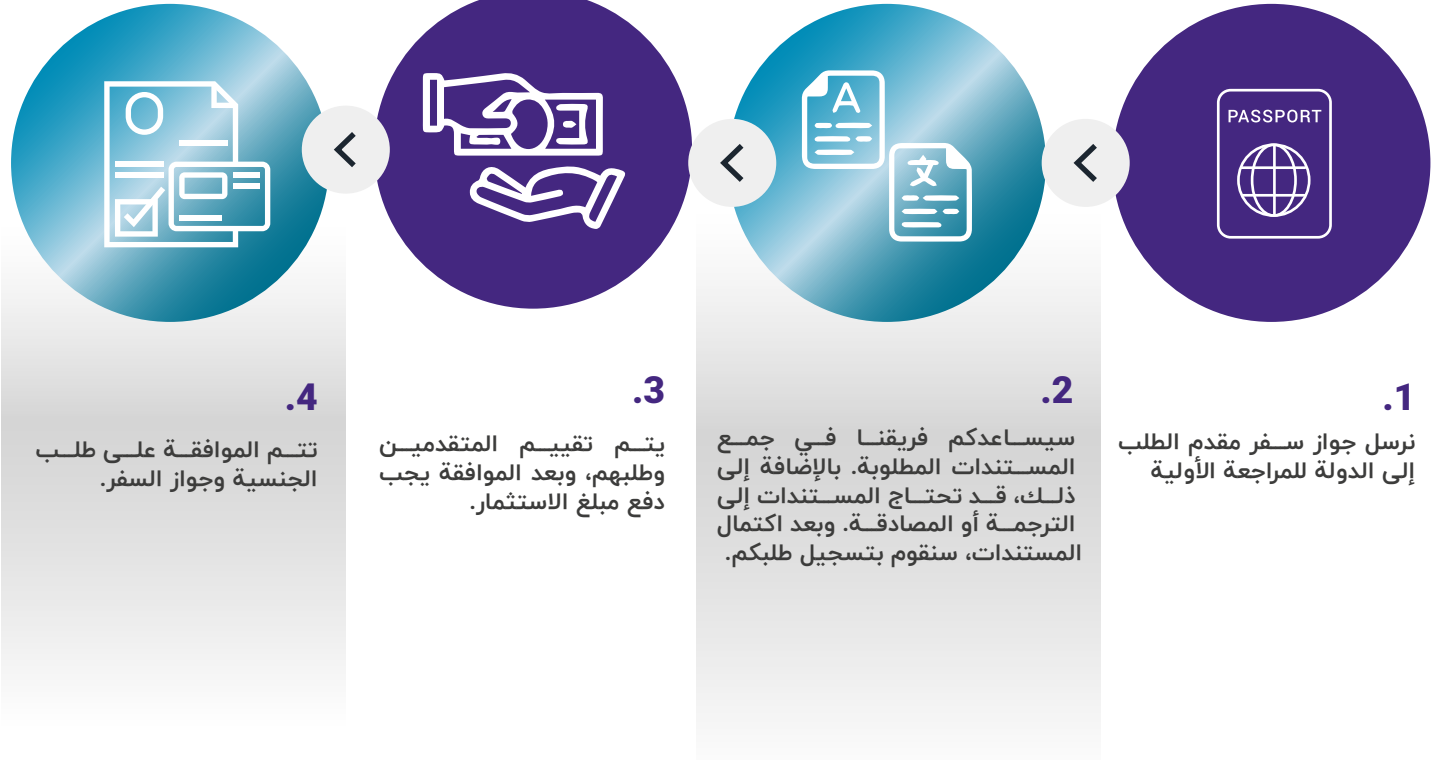 PASSPORT
A
文
1.
نرسل جواز سفر مقدم الطلب
إلى الدولة للمراجعة الأولية
2.
سيساعدكم فريقنا في جمع
المستندات المطلوبة. بالإضافة إلى
ذلك، قد تحتاج المستندات إلى
الترجمة أو المصادقة. وبعد اكتمال
المستندات، سنقوم بتسجيل طلبكم.
3.
يتم تقييم المتقدمين
وطلبهم، وبعد الموافقة يجب
دفع مبلغ الاستثمار.
4.
تتم الموافقة على طلب
الجنسية وجواز السفر.